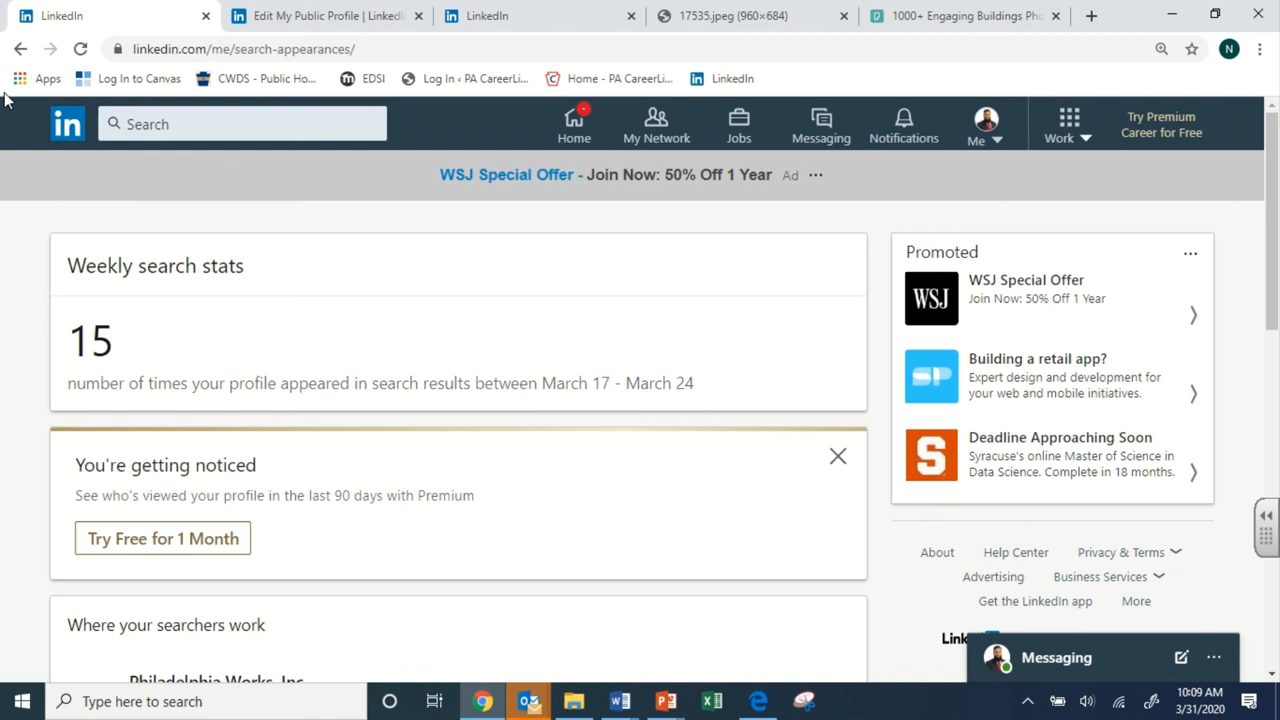 LinkedIn
Edit My Public Profile | LinkedIn
LinkedIn
17535.jpeg (960×684)
1000+ Engaging Buildings Pho
linkedin.com/me/search-appearances/
N
Apps
Log In to Canvas
CWDS - Public Ho...
EDSI
Log In ‹ PA CareerLi...
Home - PA CareerLi...
LinkedIn
in
Search
Home
My Network
Jobs
Messaging
Notifications
Me
Work
Try Premium
Career for Free
WSJ Special Offer - Join Now: 50% Off 1 Year Ad ···
Weekly search stats
15
number of times your profile appeared in search results between March 17 - March 24
You're getting noticed
See who's viewed your profile in the last 90 days with Premium
Try Free for 1 Month
Where your searchers work
Philadelphia Works, Inc.
Promoted
WSJ
WSJ Special Offer
Join Now: 50% Off 1 Year
SP
Building a retail app?
Expert design and development for
your web and mobile initiatives.
S
Deadline Approaching Soon
Syracuse's online Master of Science in
Data Science. Complete in 18 months.
About Help Center Privacy & Terms
Advertising Business Services
Get the LinkedIn app More
Link
Messaging
Type here to search
10:09 AM
3/31/2020